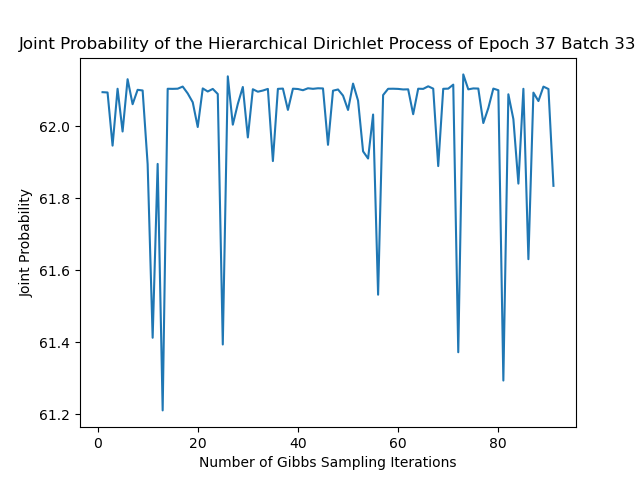 Joint Probability of the Hierarchical Dirichlet Process of Epoch 37 Batch 33
Joint Probability
62.0
61.8
61.6
61.4
61.2
0 20 40 60 80
Number of Gibbs Sampling Iterations